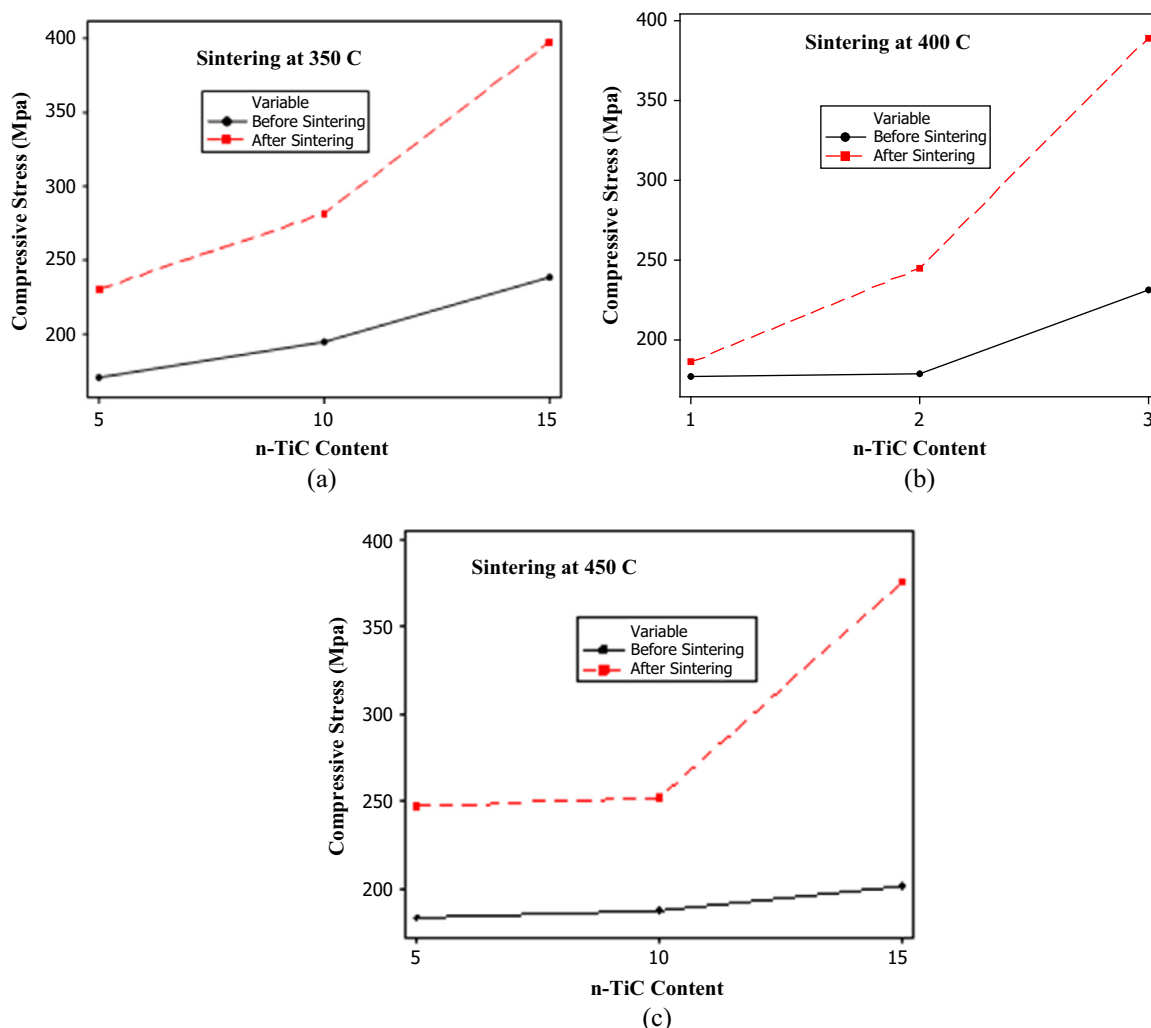 Sintering at 350 C
Variable
Before Sintering
After Sintering
Compressive Stress (Mpa)
400
350
300
250
200
5
10
15
n-TiC Content
(a)
Sintering at 400 C
Variable
Before Sintering
After Sintering
Compressive Stress (Mpa)
400
350
300
250
200
1
2
3
n-TiC Content
(b)
Sintering at 450 C
Variable
Before Sintering
After Sintering
Compressive Stress (Mpa)
400
350
300
250
200
5
10
15
n-TiC Content
(c)